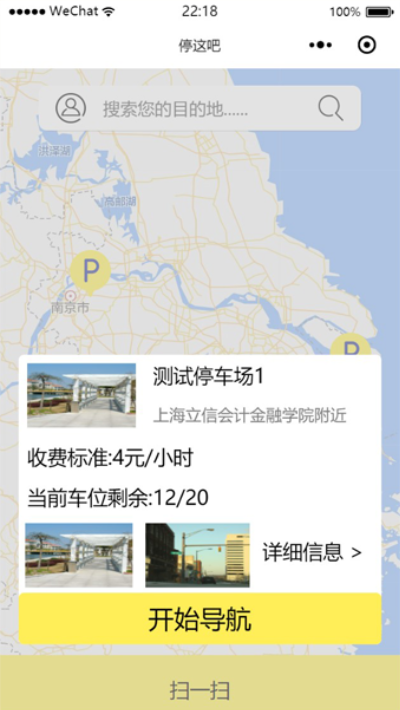 WeChat 22:18 100%
停这吧
搜索您的目的地......
洪泽湖
高邮湖
P
南京市
P
测试停车场1
上海立信会计金融学院附近
收费标准:4元/小时
当前车位剩余:12/20
详细信息 >
开始导航
扫一扫